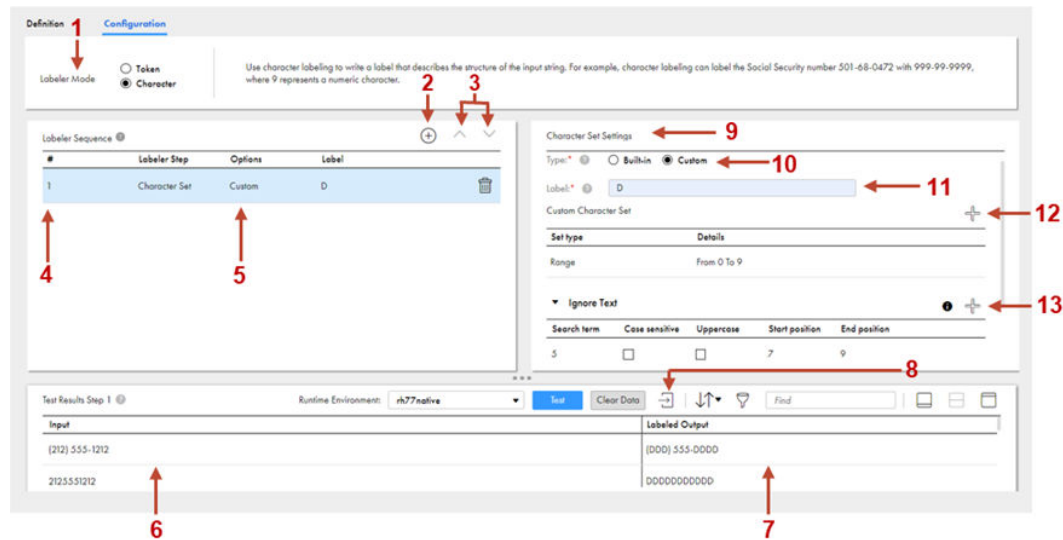 Definition Configuration
1
Labeler Mode
Token
Character
Use character labeling to write a label that describes the structure of the input string. For example, character labeling can label the Social Security number 501-68-0472 with 999-99-9999,
where 9 represents a numeric character.
2 3
Labeler Sequence
# Labeler Step Options Label
1 Character Set Custom D
4 5
Character Set Settings 9
Type:* Built-in Custom 10
Label:* D 11
Custom Character Set 12
Set type Details
Range From 0 To 9
Ignore Text 13
Search term Case sensitive Uppercase Start position End position
5 7 9
8
Test Results Step 1 Runtime Environment: rh77native Test Clear Data Find
Input Labeled Output
(212) 555-1212 (DDD) 555-DDDD
2125551212 DDDDDDDDDDD
6 7